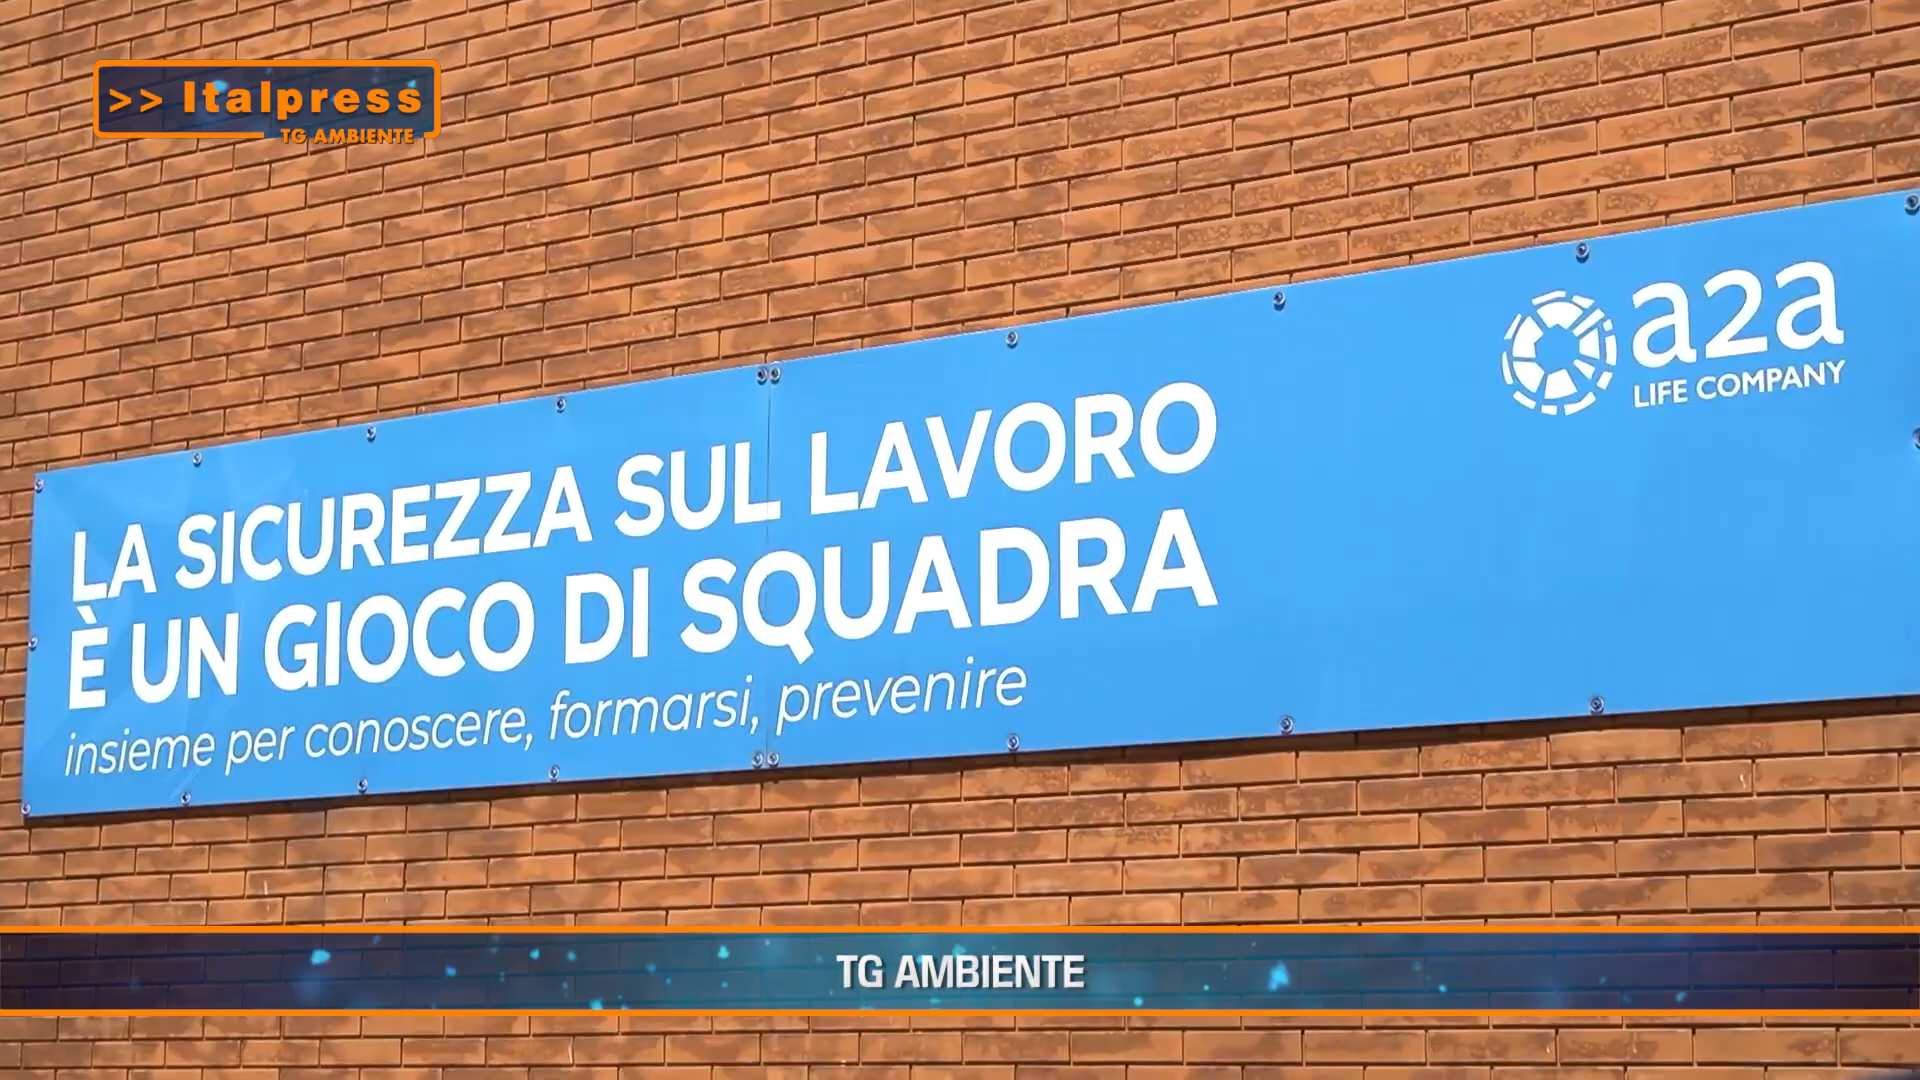 >> Italpress
TG AMBIENTE
a2a
LIFE COMPANY
LA SICUREZZA SUL LAVORO
È UN GIOCO DI SQUADRA
insieme per conoscere, formarsi, prevenire
TG AMBIENTE